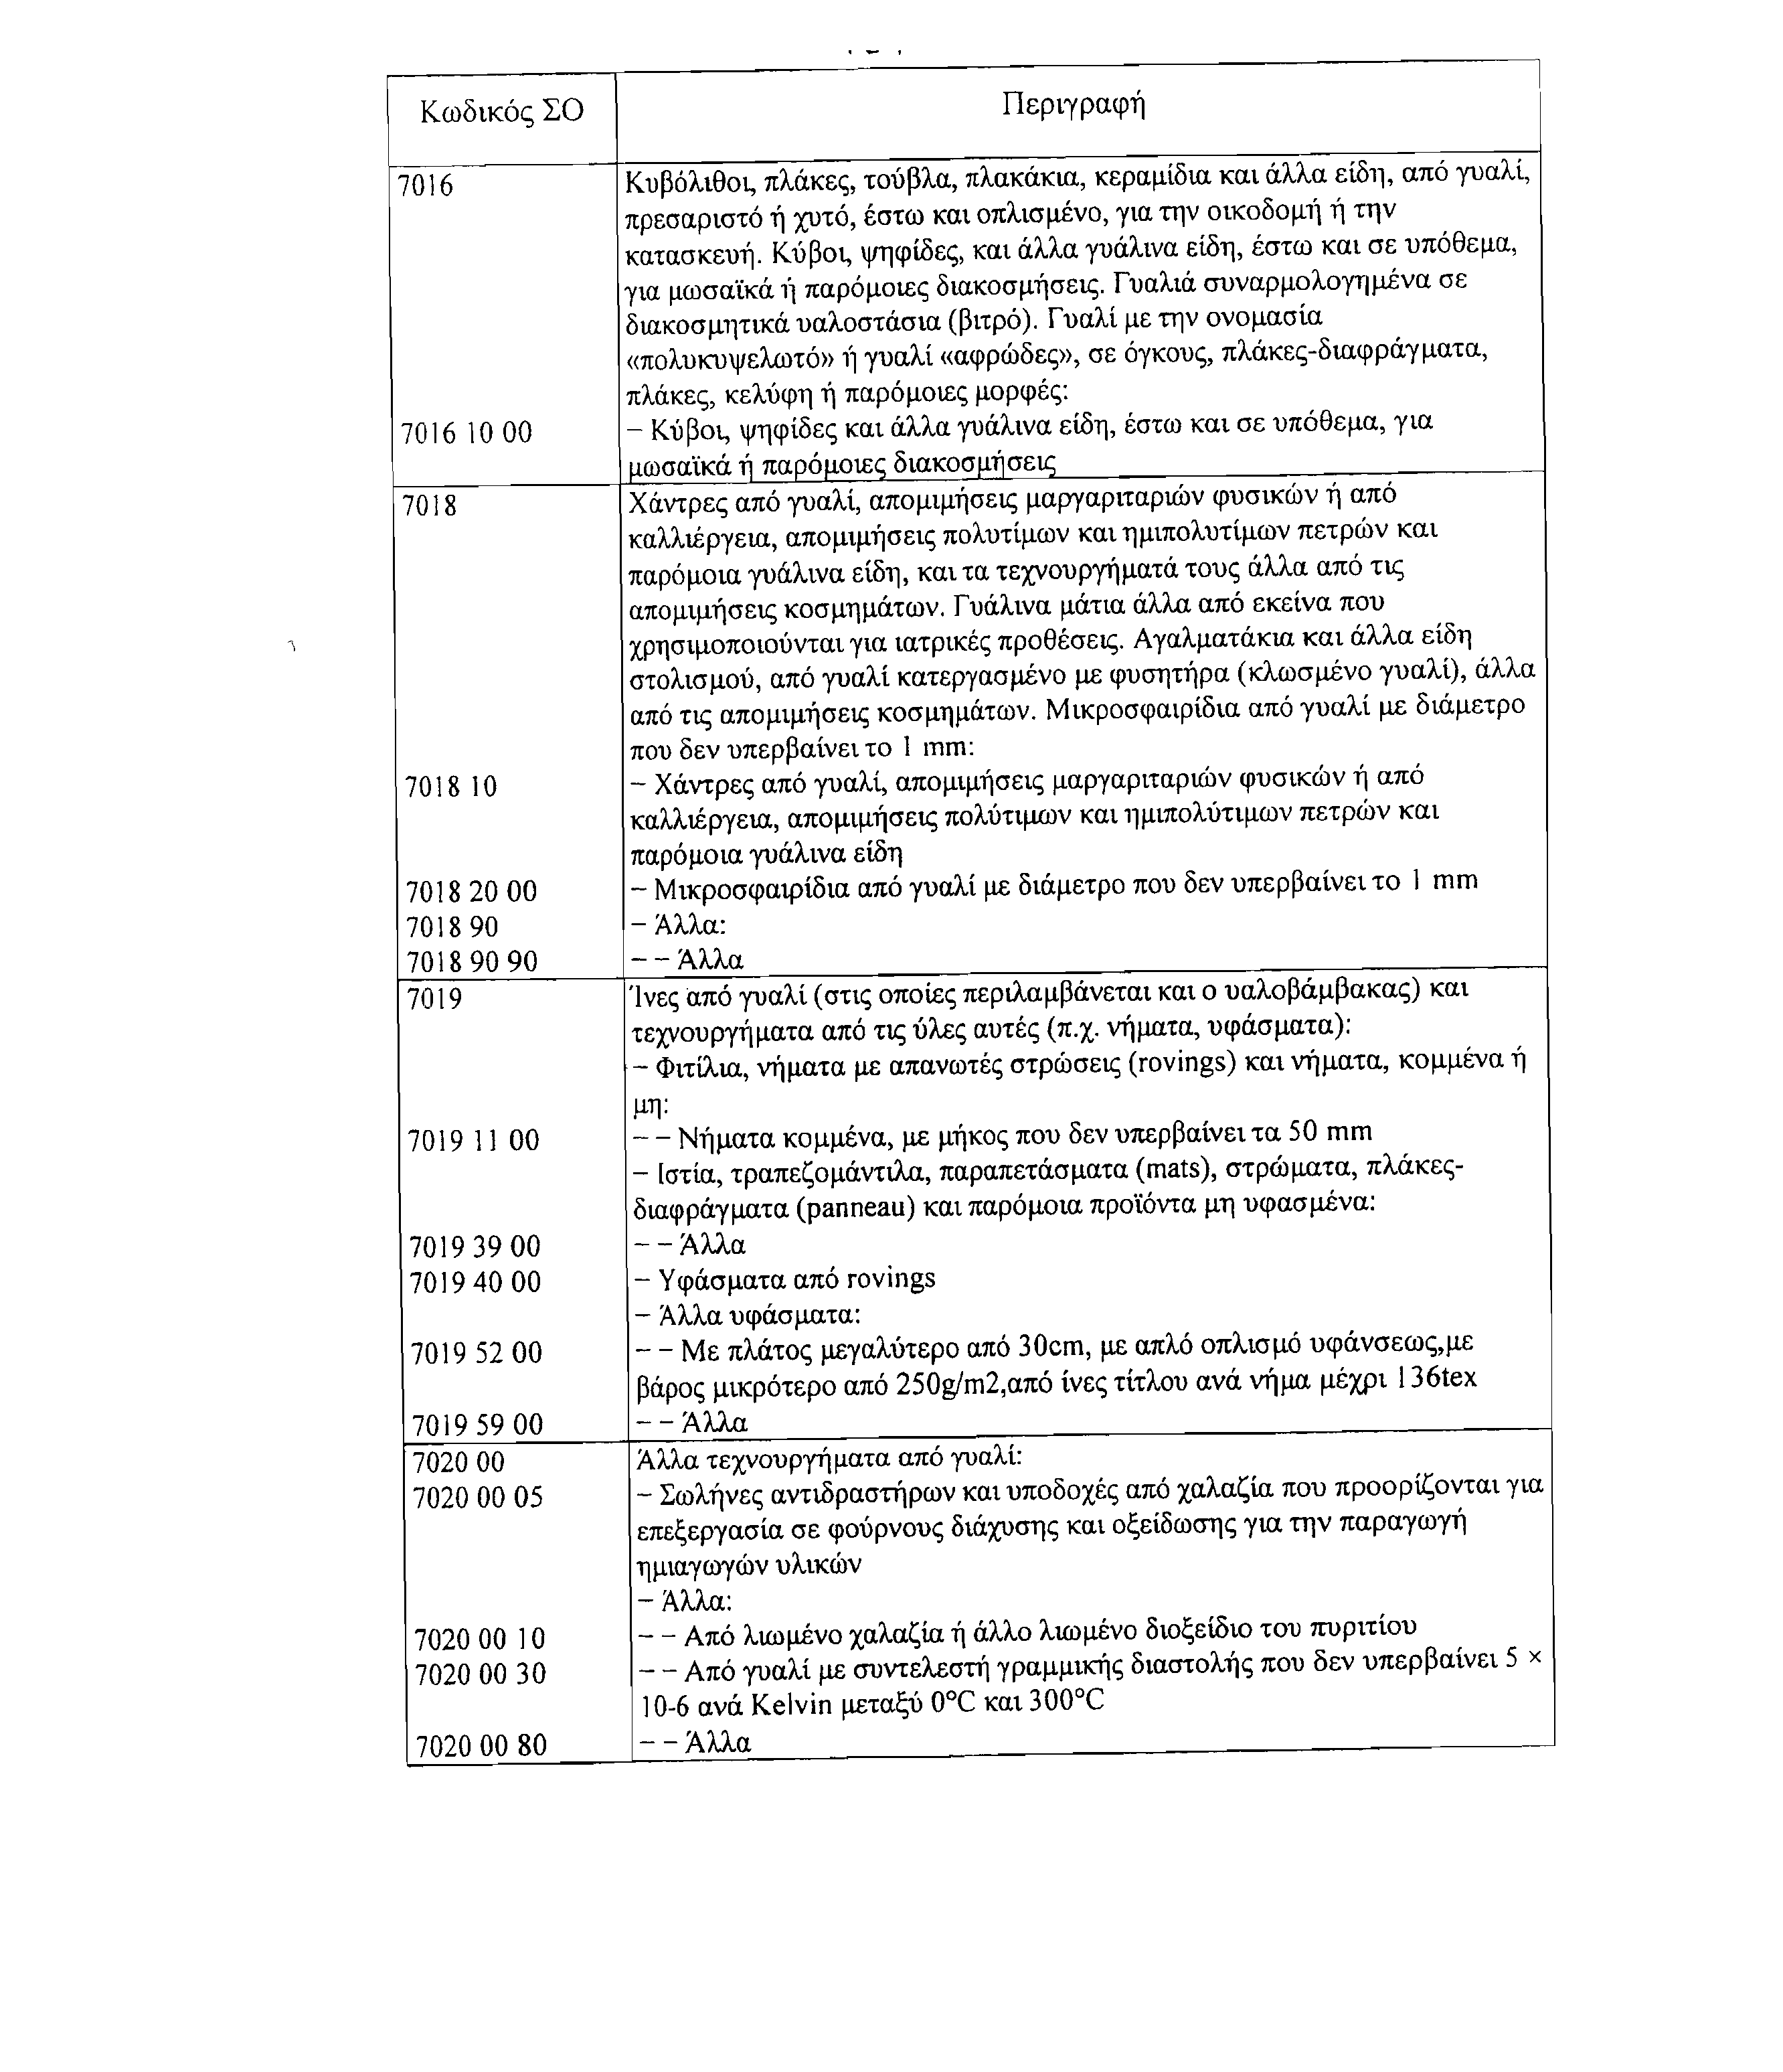 Κωδικός ΣΟ Περιγραφή
7016 Κυβόλιθοι, πλάκες, τούβλα, πλακάκια, κεραμίδια και άλλα είδη, από γυαλί,
πρεσαριστό ή χυτό, έστω και οπλισμένο, για την οικοδομή ή την
κατασκευή. Κύβοι, ψηφίδες, και άλλα γυάλινα είδη, έστω και σε υπόθεμα,
για μωσαϊκά ή παρόμοιες διακοσμήσεις. Γυαλιά συναρμολογημένα σε
διακοσμητικά υαλοστάσια (βιτρό). Γυαλί με την ονομασία
«πολυκυψελωτό» ή γυαλί «αφρώδες», σε όγκους, πλάκες-διαφράγματα,
πλάκες, κελύφη ή παρόμοιες μορφές:
7016 10 00 – Κύβοι, ψηφίδες και άλλα γυάλινα είδη, έστω και σε υπόθεμα, για
μωσαϊκά ή παρόμοιες διακοσμήσεις
7018 Χάντρες από γυαλί, απομιμήσεις μαργαριταριών φυσικών ή από
καλλιέργεια, απομιμήσεις πολυτίμων και ημιπολυτίμων πετρών και
παρόμοια γυάλινα είδη, και τα τεχνουργήματά τους άλλα από τις
απομιμήσεις κοσμημάτων. Γυάλινα μάτια άλλα από εκείνα που
χρησιμοποιούνται για ιατρικές προθέσεις. Αγαλματάκια και άλλα είδη
στολισμού, από γυαλί κατεργασμένο με φυσητήρα (κλωσμένο γυαλί), άλλα
από τις απομιμήσεις κοσμημάτων. Μικροσφαιρίδια από γυαλί με διάμετρο
που δεν υπερβαίνει το 1 mm:
7018 10 – Χάντρες από γυαλί, απομιμήσεις μαργαριταριών φυσικών ή από
καλλιέργεια, απομιμήσεις πολύτιμων και ημιπολύτιμων πετρών και
παρόμοια γυάλινα είδη
7018 20 00 – Μικροσφαιρίδια από γυαλί με διάμετρο που δεν υπερβαίνει το 1 mm
7018 90 – Άλλα:
7018 90 90 – – Άλλα
7019 Ίνες από γυαλί (στις οποίες περιλαμβάνεται και ο υαλοβάμβακας) και
τεχνουργήματα από τις ύλες αυτές (π.χ. νήματα, υφάσματα):
– Φιτίλια, νήματα με απανωτές στρώσεις (rovings) και νήματα, κομμένα ή
μη:
7019 11 00 – – Νήματα κομμένα, με μήκος που δεν υπερβαίνει τα 50 mm
– Ιστία, τραπεζομάντιλα, παραπετάσματα (mats), στρώματα, πλάκες-
διαφράγματα (panneau) και παρόμοια προϊόντα μη υφασμένα:
7019 39 00 – – Άλλα
7019 40 00 – Υφάσματα από rovings
– Άλλα υφάσματα:
7019 52 00 – – Με πλάτος μεγαλύτερο από 30cm, με απλό οπλισμό υφάνσεως,με
βάρος μικρότερο από 250g/m2,από ίνες τίτλου ανά νήμα μέχρι 136tex
7019 59 00 – – Άλλα
7020 00 Άλλα τεχνουργήματα από γυαλί:
7020 00 05 – Σωλήνες αντιδραστήρων και υποδοχές από χαλαζία που προορίζονται για
επεξεργασία σε φούρνους διάχυσης και οξείδωσης για την παραγωγή
ημιαγωγών υλικών
– Άλλα:
7020 00 10 – – Από λιωμένο χαλαζία ή άλλο λιωμένο διοξείδιο του πυριτίου
7020 00 30 – – Από γυαλί με συντελεστή γραμμικής διαστολής που δεν υπερβαίνει 5 ×
10-6 ανά Kelvin μεταξύ 0°C και 300°C
7020 00 80 – – Άλλα